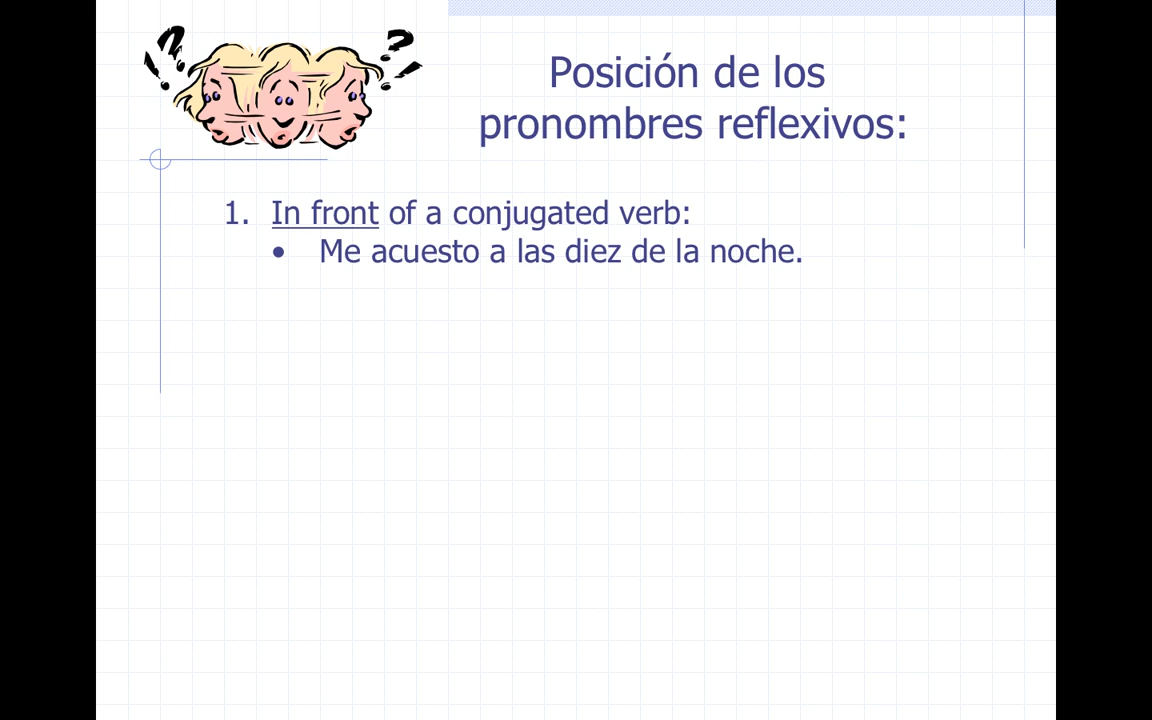 Posición de los
pronombres reflexivos:
1. In front of a conjugated verb:
• Me acuesto a las diez de la noche.